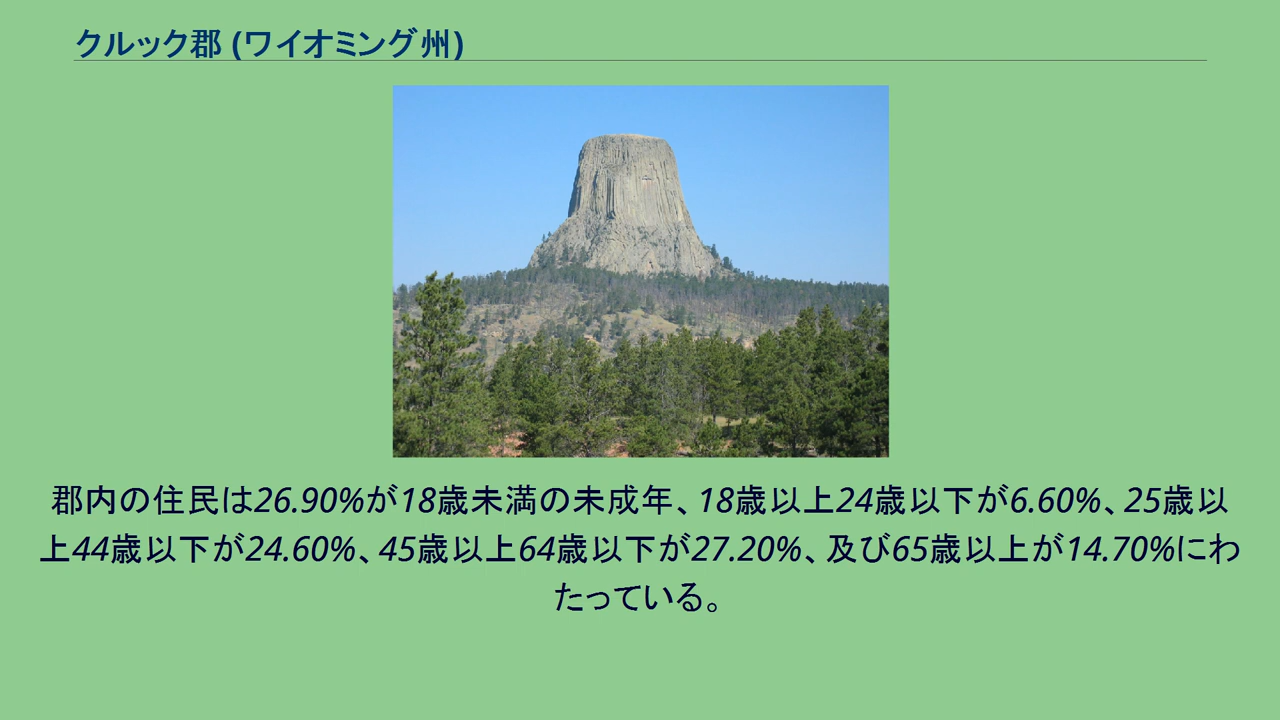 クルック郡 (ワイオミング州)
郡内の住民は26.90%が18歳未満の未成年、18歳以上24歳以下が6.60%、25歳以
上44歳以下が24.60%、45歳以上64歳以下が27.20%、及び65歳以上が14.70%にわ
たっている。